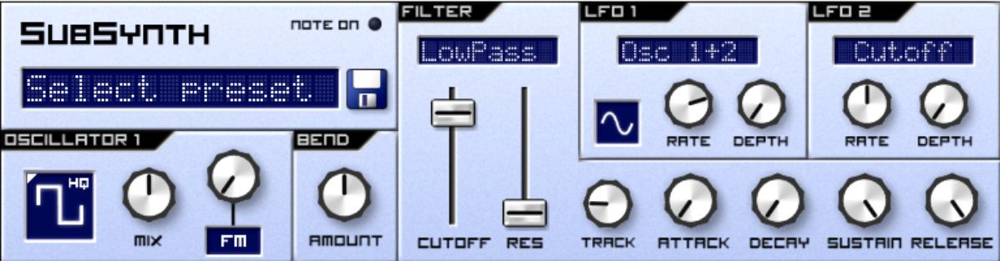 SubSynth
NOTE ON
Select preset
OSCILLATOR 1
HQ
MIX
FM
BEND
AMOUNT
FILTER
LowPass
CUTOFF RES
LFO 1
Osc 1+2
RATE DEPTH
LFO 2
Cutoff
RATE DEPTH
TRACK ATTACK DECAY SUSTAIN RELEASE